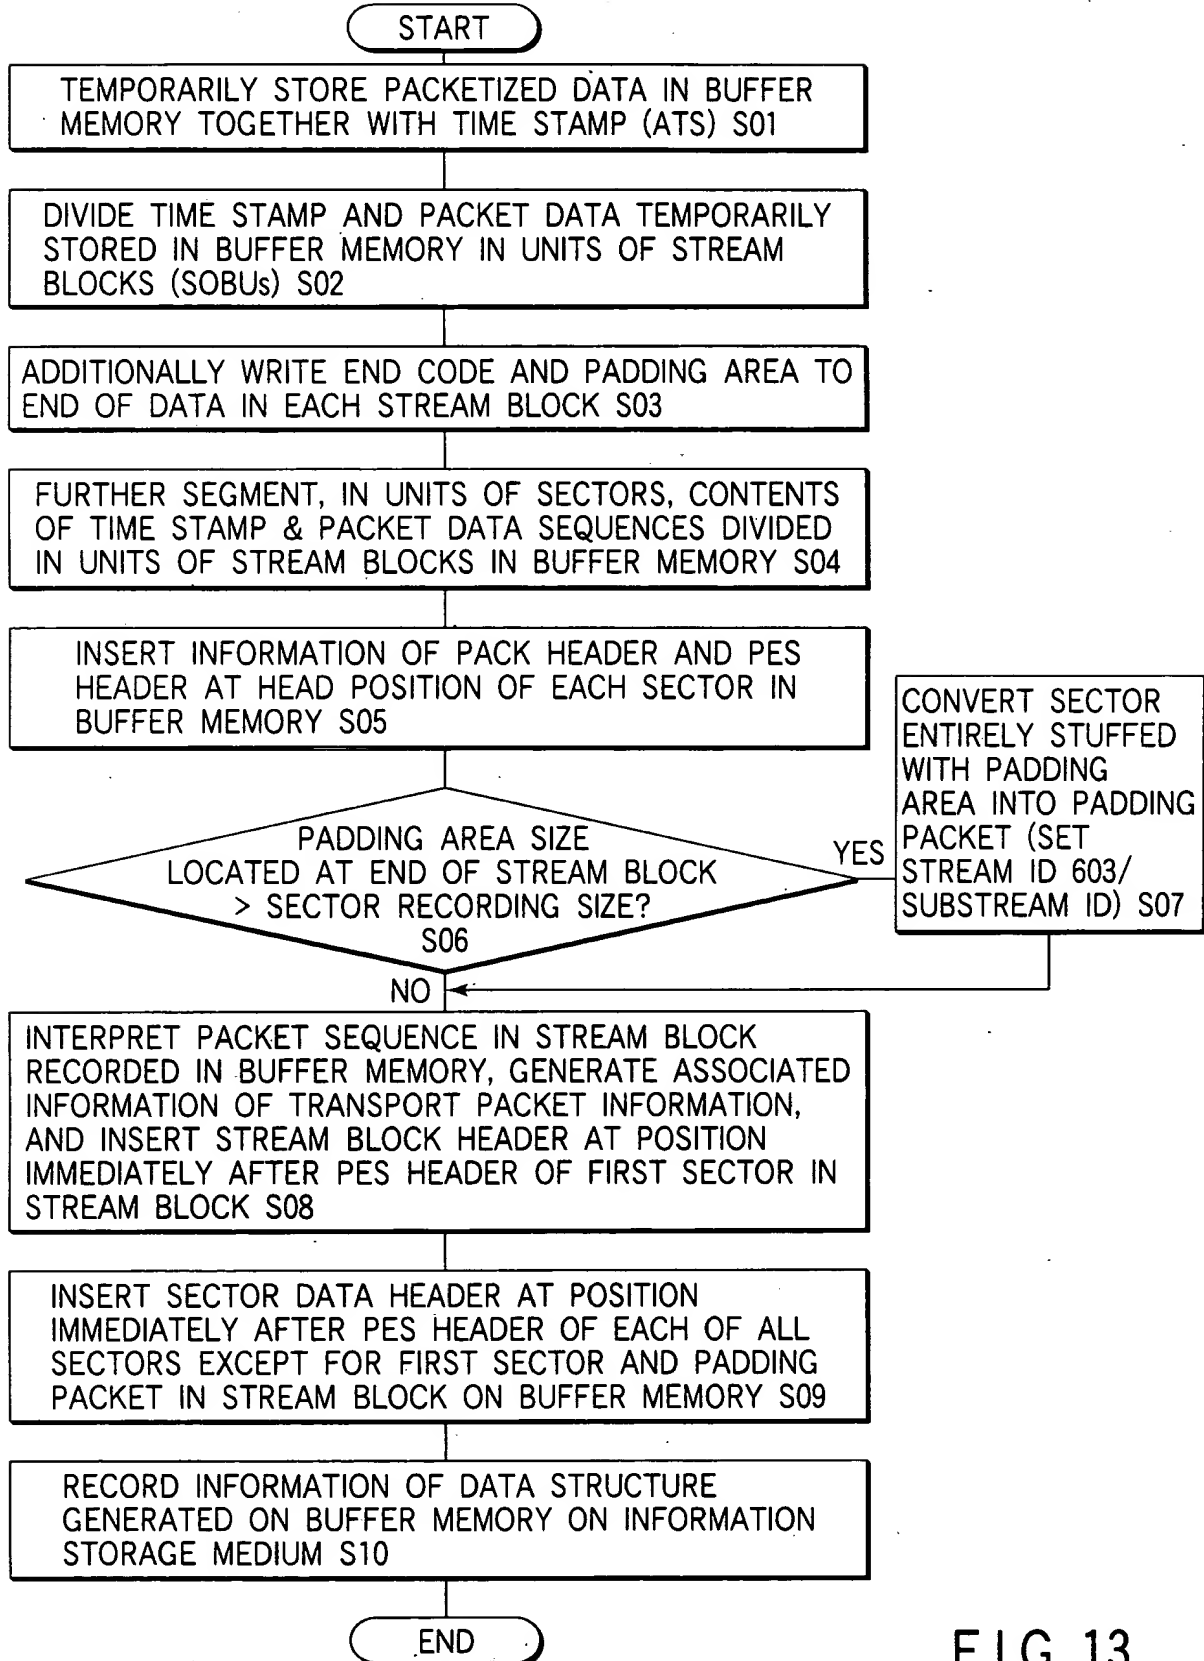 START
TEMPORARILY STORE PACKETIZED DATA IN BUFFER
MEMORY TOGETHER WITH TIME STAMP (ATS) S01
DIVIDE TIME STAMP AND PACKET DATA TEMPORARILY
STORED IN BUFFER MEMORY IN UNITS OF STREAM
BLOCKS (SOBUs) S02
ADDITIONALLY WRITE END CODE AND PADDING AREA TO
END OF DATA IN EACH STREAM BLOCK S03
FURTHER SEGMENT, IN UNITS OF SECTORS, CONTENTS
OF TIME STAMP & PACKET DATA SEQUENCES DIVIDED
IN UNITS OF STREAM BLOCKS IN BUFFER MEMORY S04
INSERT INFORMATION OF PACK HEADER AND PES
HEADER AT HEAD POSITION OF EACH SECTOR IN
BUFFER MEMORY S05
PADDING AREA SIZE
LOCATED AT END OF STREAM BLOCK
> SECTOR RECORDING SIZE?
S06
YES
CONVERT SECTOR
ENTIRELY STUFFED
WITH PADDING
AREA INTO PADDING
PACKET (SET
STREAM ID 603/
SUBSTREAM ID) S07
NO
INTERPRET PACKET SEQUENCE IN STREAM BLOCK
RECORDED IN BUFFER MEMORY, GENERATE ASSOCIATED
INFORMATION OF TRANSPORT PACKET INFORMATION,
AND INSERT STREAM BLOCK HEADER AT POSITION
IMMEDIATELY AFTER PES HEADER OF FIRST SECTOR IN
STREAM BLOCK S08
INSERT SECTOR DATA HEADER AT POSITION
IMMEDIATELY AFTER PES HEADER OF EACH OF ALL
SECTORS EXCEPT FOR FIRST SECTOR AND PADDING
PACKET IN STREAM BLOCK ON BUFFER MEMORY S09
RECORD INFORMATION OF DATA STRUCTURE
GENERATED ON BUFFER MEMORY ON INFORMATION
STORAGE MEDIUM S10
END
FIG. 13